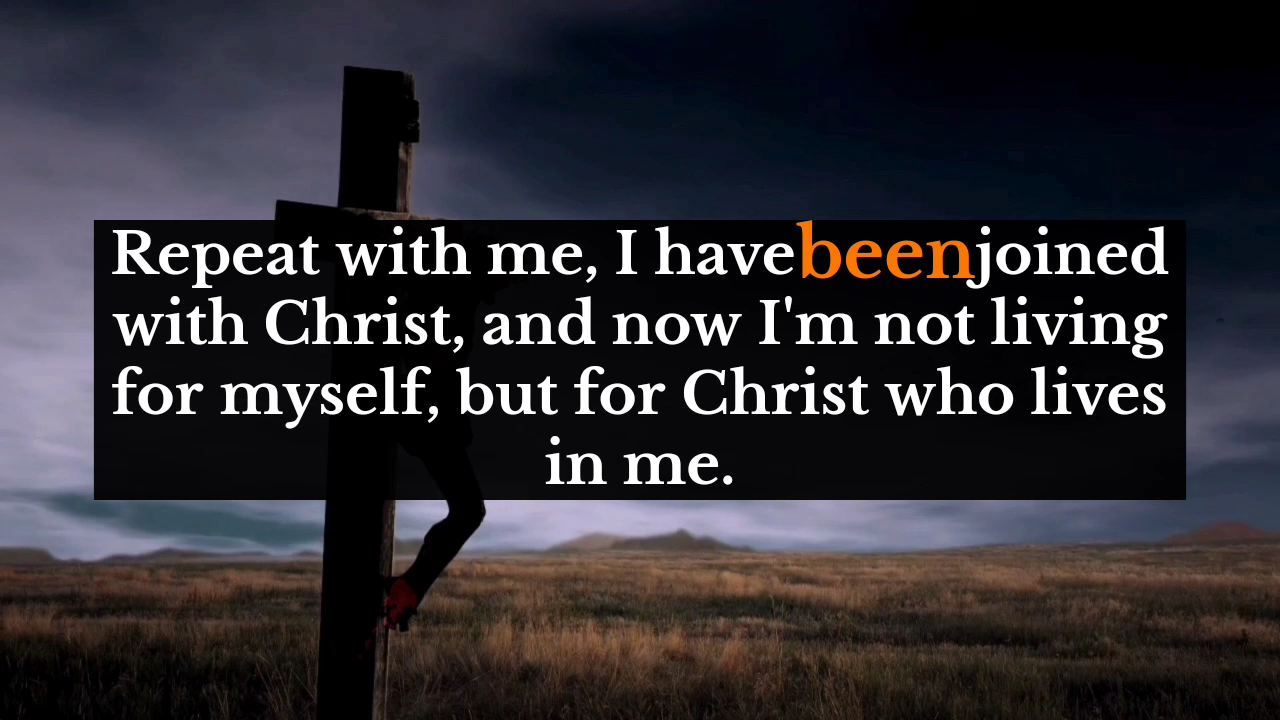 Repeat with me, I have been joined
with Christ, and now I'm not living
for myself, but for Christ who lives
in me.